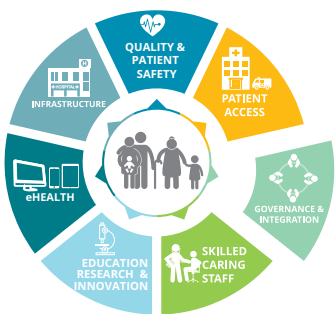 QUALITY &
PATIENT
SAFETY
PATIENT
ACCESS
GOVERNANCE &
INTEGRATION
SKILLED
CARING
STAFF
EDUCATION
RESEARCH &
INNOVATION
eHEALTH
HOSPITAL
H
INFRASTRUCTURE